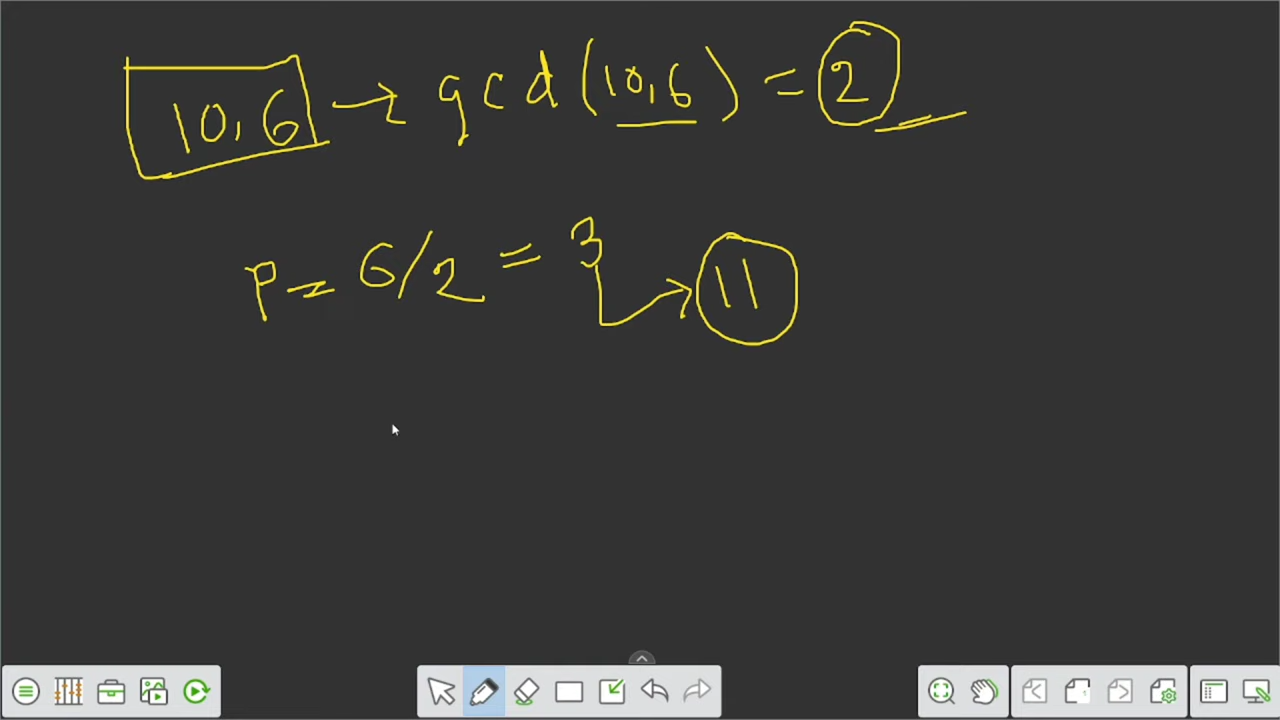 10,6 → gcd(10,6) = 2
P = 6/2 = 3 → 11